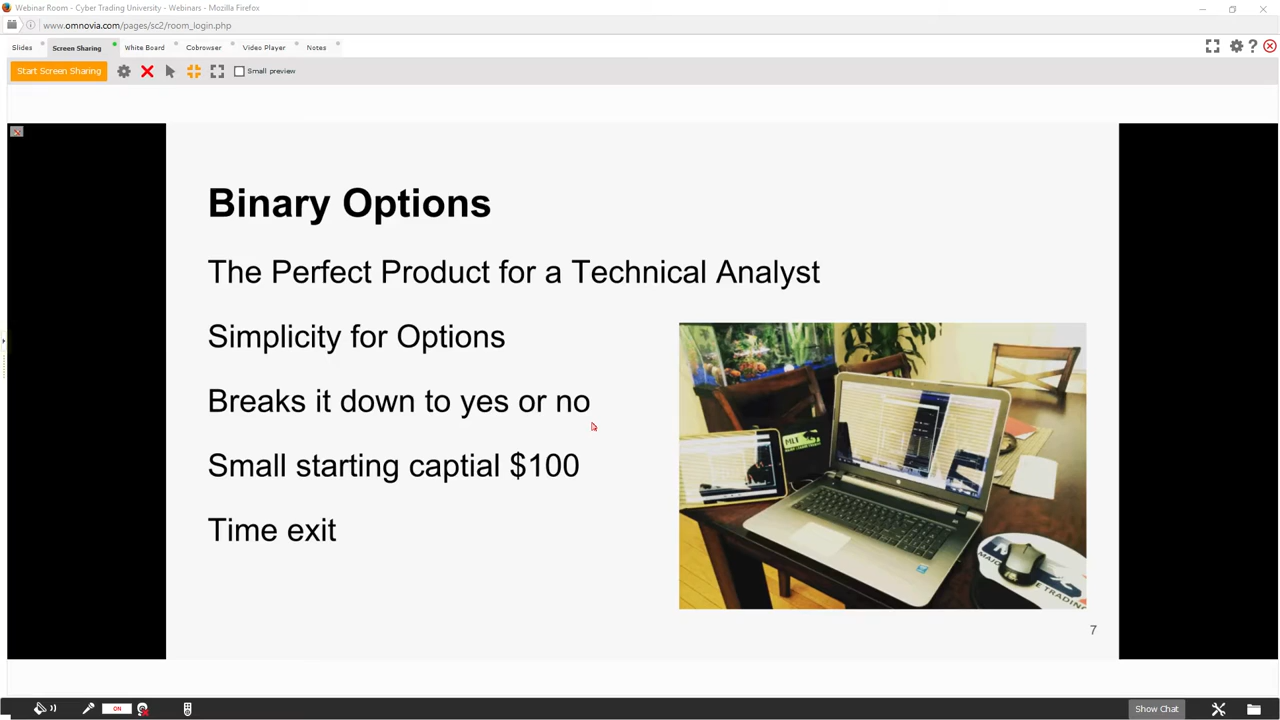 Webinar Room - Cyber Trading University - Webinars - Mozilla Firefox
www.omnovia.com/pages/sc2/room_login.php
Slides
Screen Sharing
White Board
Cobrowser
Video Player
Notes
Start Screen Sharing
Small preview
Binary Options
The Perfect Product for a Technical Analyst
Simplicity for Options
Breaks it down to yes or no
Small starting captial $100
Time exit
7
ON
Show Chat